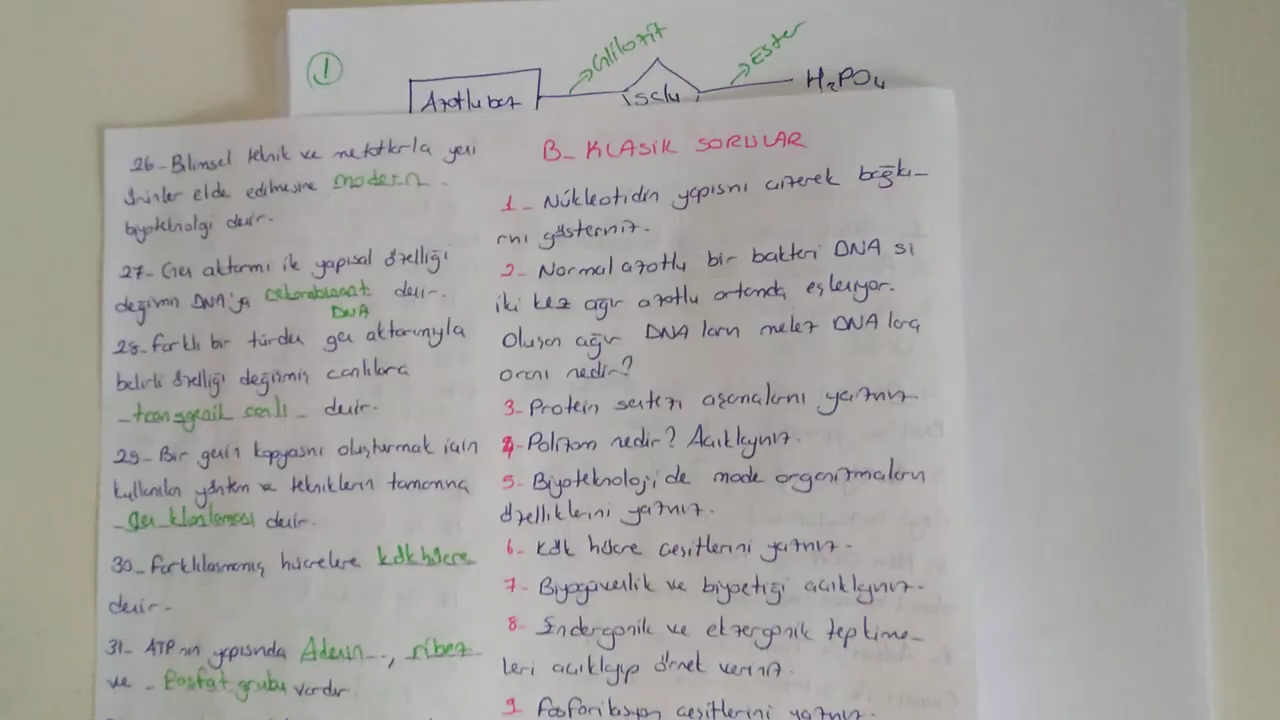 1
Glikozit
Ester
Azotlu baz
H₂PO₄
26- Bilimsel teknik ve metotlarla yeni
ürünler elde edilmesine modern
biyoteknoloji denir.
27- Gen aktarımı ile yapısal özelliği
değişmiş DNA'ya denir.
DNA
28- Farklı bir türden gen aktarımıyla
belirli özelliği değişmiş canlılara
transgenik canlı denir.
29- Bir genin kopyasını oluşturmak için
kullanılan yöntem ve tekniklerin tamamına
gen klonlaması denir.
30- Farklılaşmamış hücrelere kök hücre
denir-
31- ATP nin yapısında Adenin, riboz
ve fosfat grubu vardır
B- KLASİK SORULAR
1- Nükleotidin yapısını çizerek bağla-
rını gösteriniz.
2- Normal azotlu bir bakteri DNA sı
iki kez ağır azotlu ortamda eşleniyor.
Oluşan ağır DNA ların melez DNA lara
oranı nedir?
3- Protein sentezi aşamalarını yazınız
4- Polizom nedir? Açıklayınız.
5- Biyoteknoloji de model organizmaların
özelliklerini yazınız.
6- Kök hücre çeşitlerini yazınız-
7- Biyogüvenlik ve biyoetiği açıklayınız-
8- Endergonik ve ekzergonik tepkime-
leri açıklayıp örnek veriniz.
9 Fosforilasyon çeşitlerini yazınız.